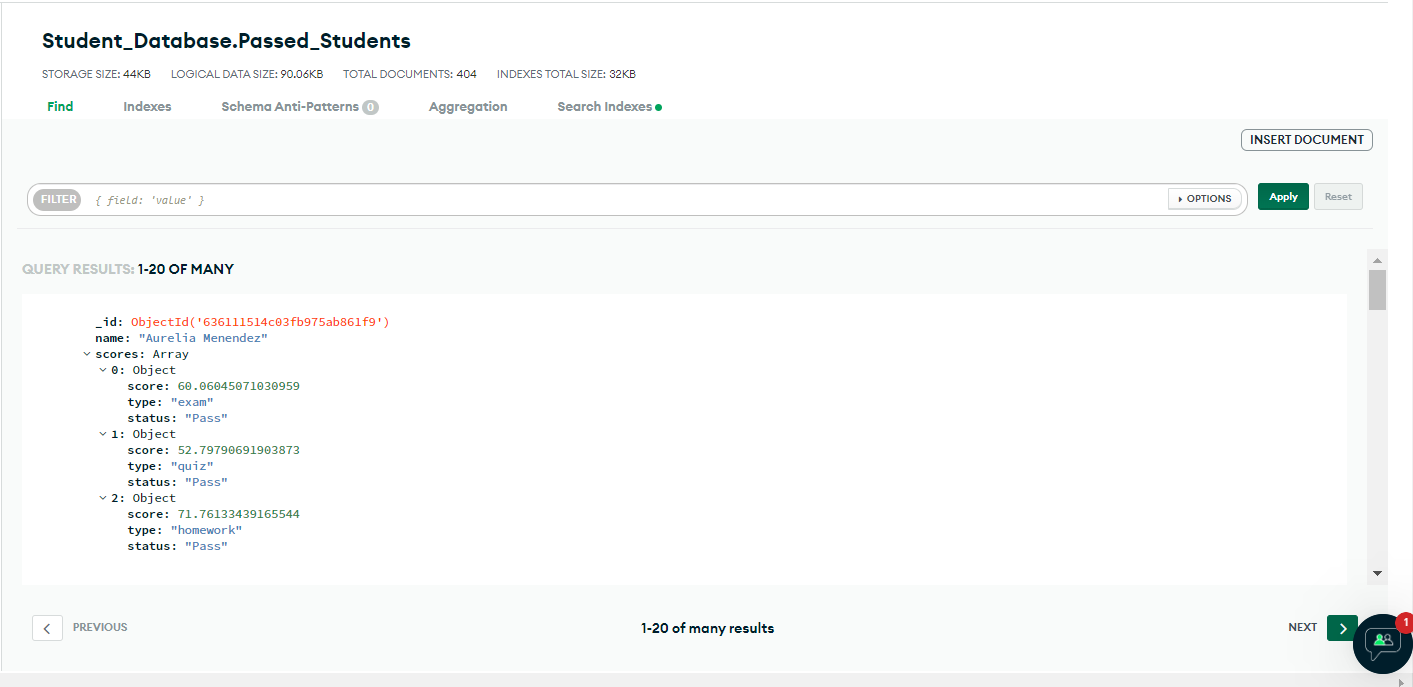 Student_Database.Passed_Students
STORAGE SIZE: 44KB LOGICAL DATA SIZE: 90.06KB TOTAL DOCUMENTS: 404 INDEXES TOTAL SIZE: 32KB
Find Indexes Schema Anti-Patterns 0 Aggregation Search Indexes
INSERT DOCUMENT
FILTER { field: 'value' } OPTIONS Apply Reset
QUERY RESULTS: 1-20 OF MANY
_id: ObjectId('636111514c03fb975ab861f9')
name: "Aurelia Menendez"
scores: Array
0: Object
score: 60.06045071030959
type: "exam"
status: "Pass"
1: Object
score: 52.79790691903873
type: "quiz"
status: "Pass"
2: Object
score: 71.76133439165544
type: "homework"
status: "Pass"
PREVIOUS 1-20 of many results NEXT
1